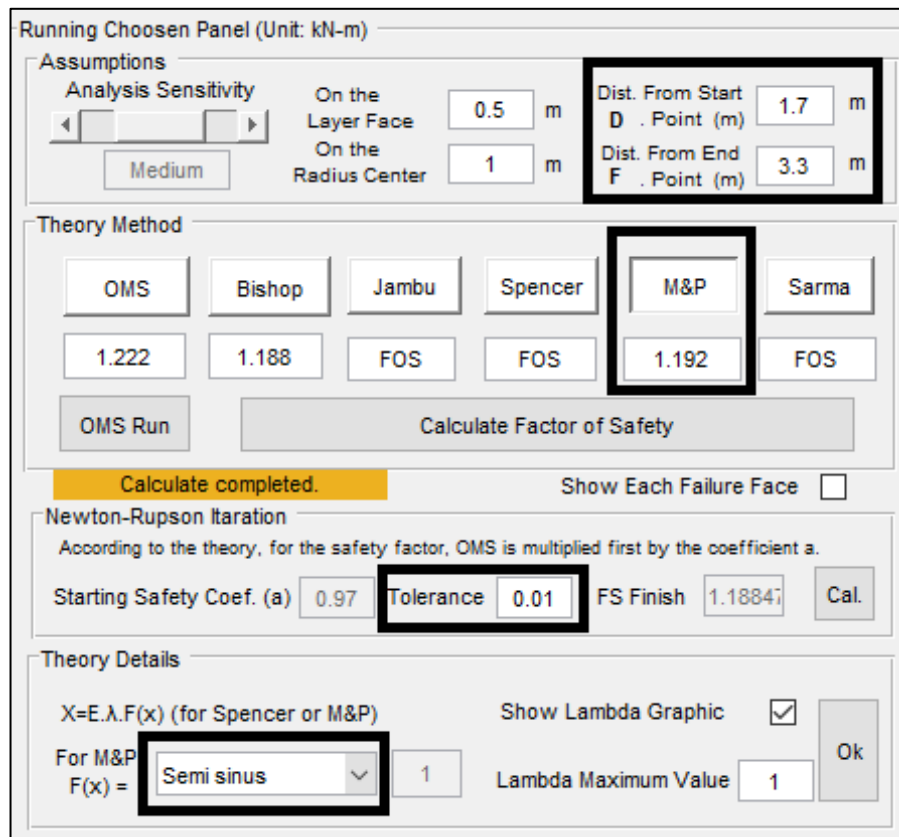 Running Choosen Panel (Unit: kN-m)
Assumptions
Analysis Sensitivity
Medium
On the
Layer Face
0.5 m
On the
Radius Center
1 m
Dist. From Start
D . Point (m)
1.7 m
Dist. From End
F . Point (m)
3.3 m
Theory Method
OMS Bishop Jambu Spencer M&P Sarma
1.222 1.188 FOS FOS 1.192 FOS
OMS Run Calculate Factor of Safety
Calculate completed. Show Each Failure Face
Newton-Rupson Itaration
According to the theory, for the safety factor, OMS is multiplied first by the coefficient a.
Starting Safety Coef. (a) 0.97 Tolerance 0.01 FS Finish 1.18847 Cal.
Theory Details
X=E.λ.F(x) (for Spencer or M&P) Show Lambda Graphic
For M&P
F(x) = Semi sinus 1
Lambda Maximum Value 1
Ok